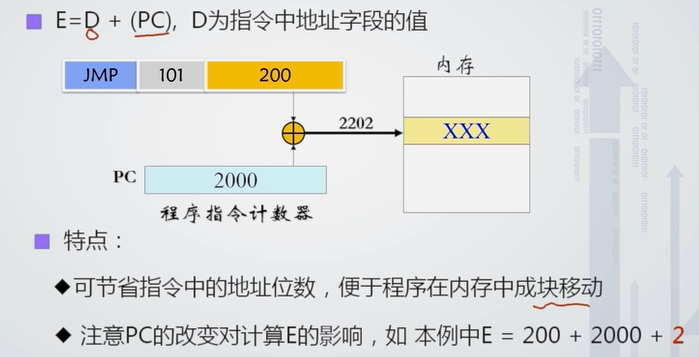 E=D + (PC), D为指令中地址字段的值
JMP 101 200
内存
2202
XXX
PC 2000
程序指令计数器
特点：
可节省指令中的地址位数，便于程序在内存中成块移动
注意PC的改变对计算E的影响，如 本例中E = 200 + 2000 + 2